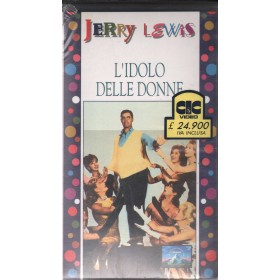 JERRY LEWIS
L'IDOLO
DELLE DONNE
CIC
VIDEO
£ 24.900
IVA INCLUSA